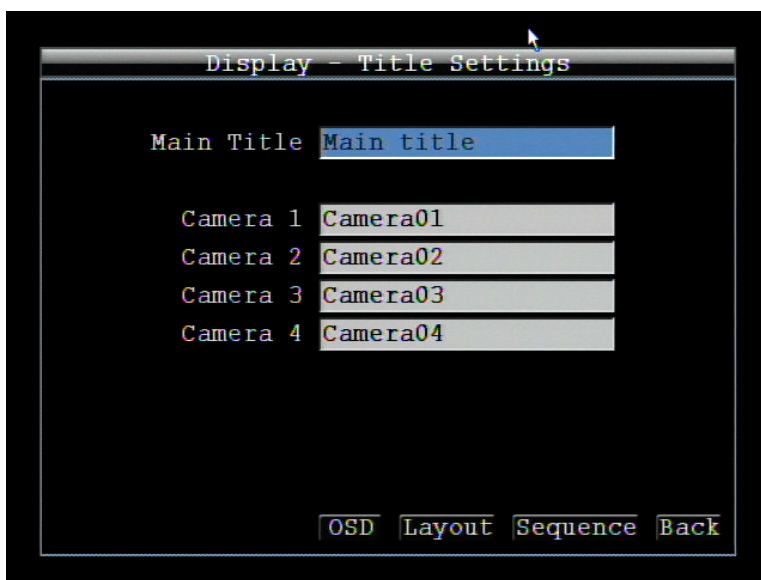 Display - Title Settings
Main Title Main title
Camera 1 Camera01
Camera 2 Camera02
Camera 3 Camera03
Camera 4 Camera04
OSD Layout Sequence Back